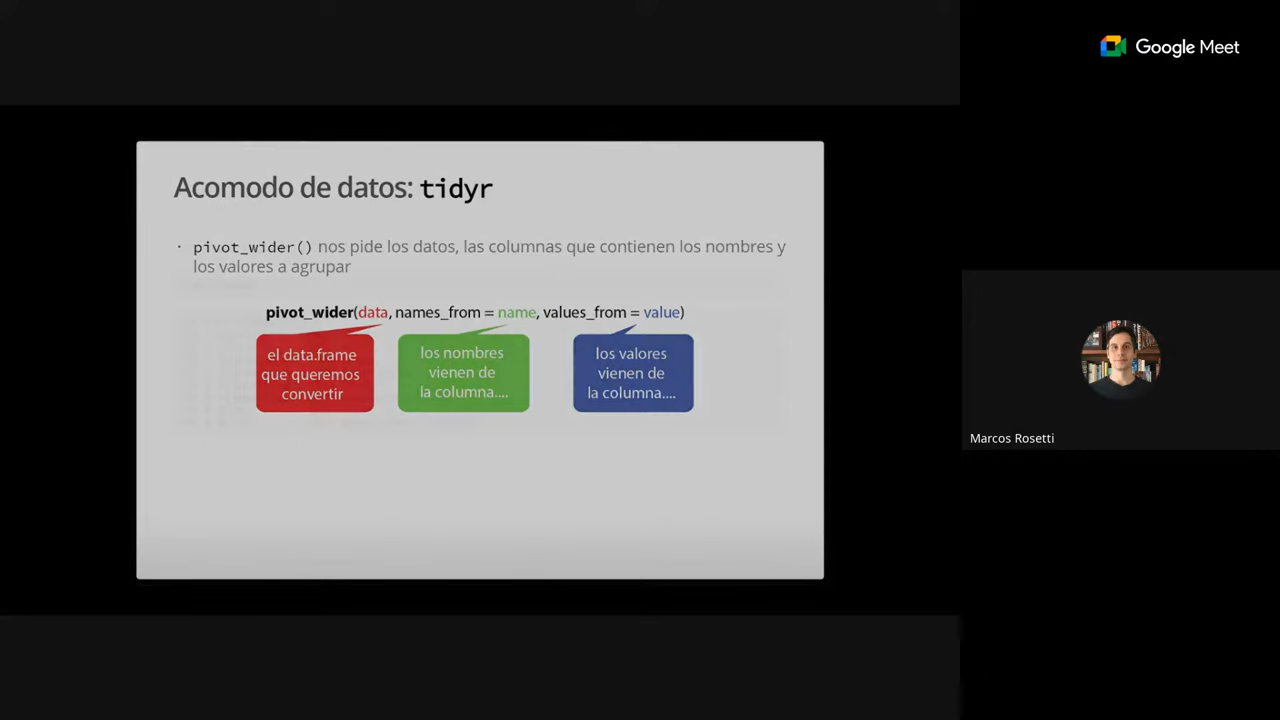 Google Meet
Acomodo de datos: tidyr
· pivot_wider() nos pide los datos, las columnas que contienen los nombres y
los valores a agrupar
pivot_wider(data, names_from = name, values_from = value)
el data.frame
que queremos
convertir
los nombres
vienen de
la columna....
los valores
vienen de
la columna....
Marcos Rosetti